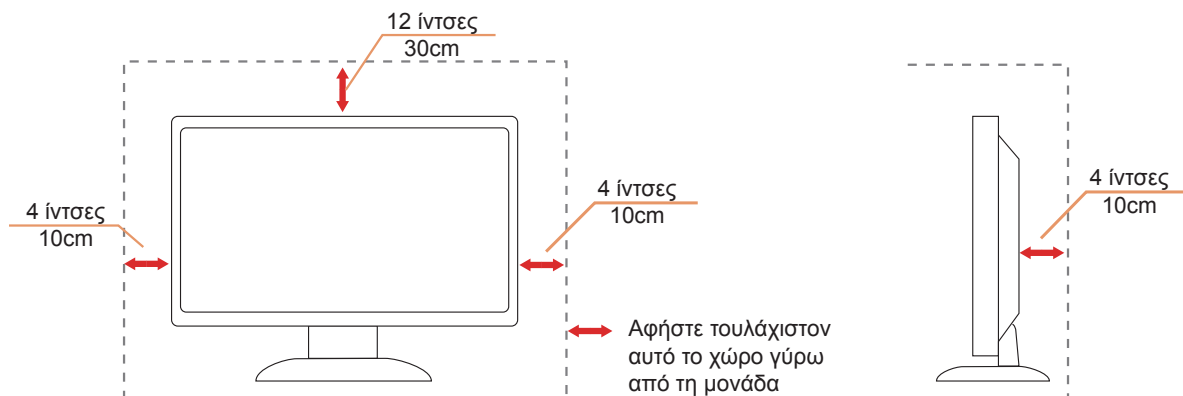 12 ίντσες
30cm
4 ίντσες
10cm
4 ίντσες
10cm
4 ίντσες
10cm
Αφήστε τουλάχιστον
αυτό το χώρο γύρω
από τη μονάδα